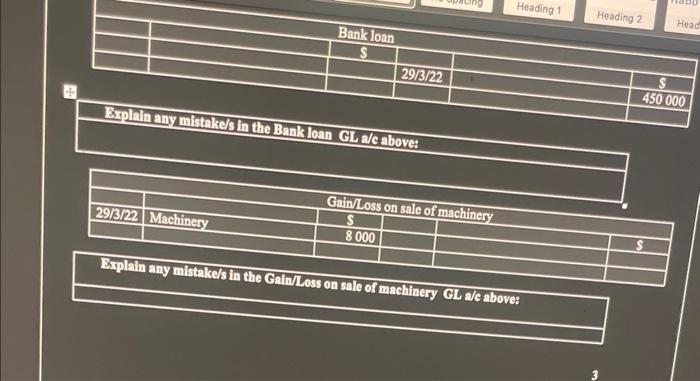 Heading 1
Heading 2
Head
Bank loan
$
$
29/3/22
450 000
Explain any mistake/s in the Bank loan GL a/c above:
Gain/Loss on sale of machinery
29/3/22 Machinery
$
$
8 000
Explain any mistake/s in the Gain/Loss on sale of machinery GL a/c above:
3